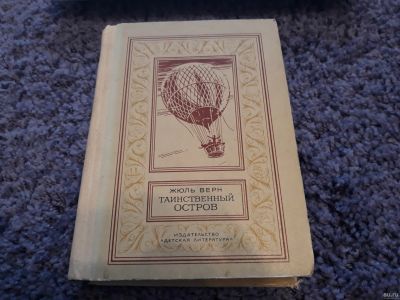 ЖЮЛЬ ВЕРН
ТАИНСТВЕННЫЙ
ОСТРОВ
ИЗДАТЕЛЬСТВО
«ДЕТСКАЯ ЛИТЕРАТУРА»